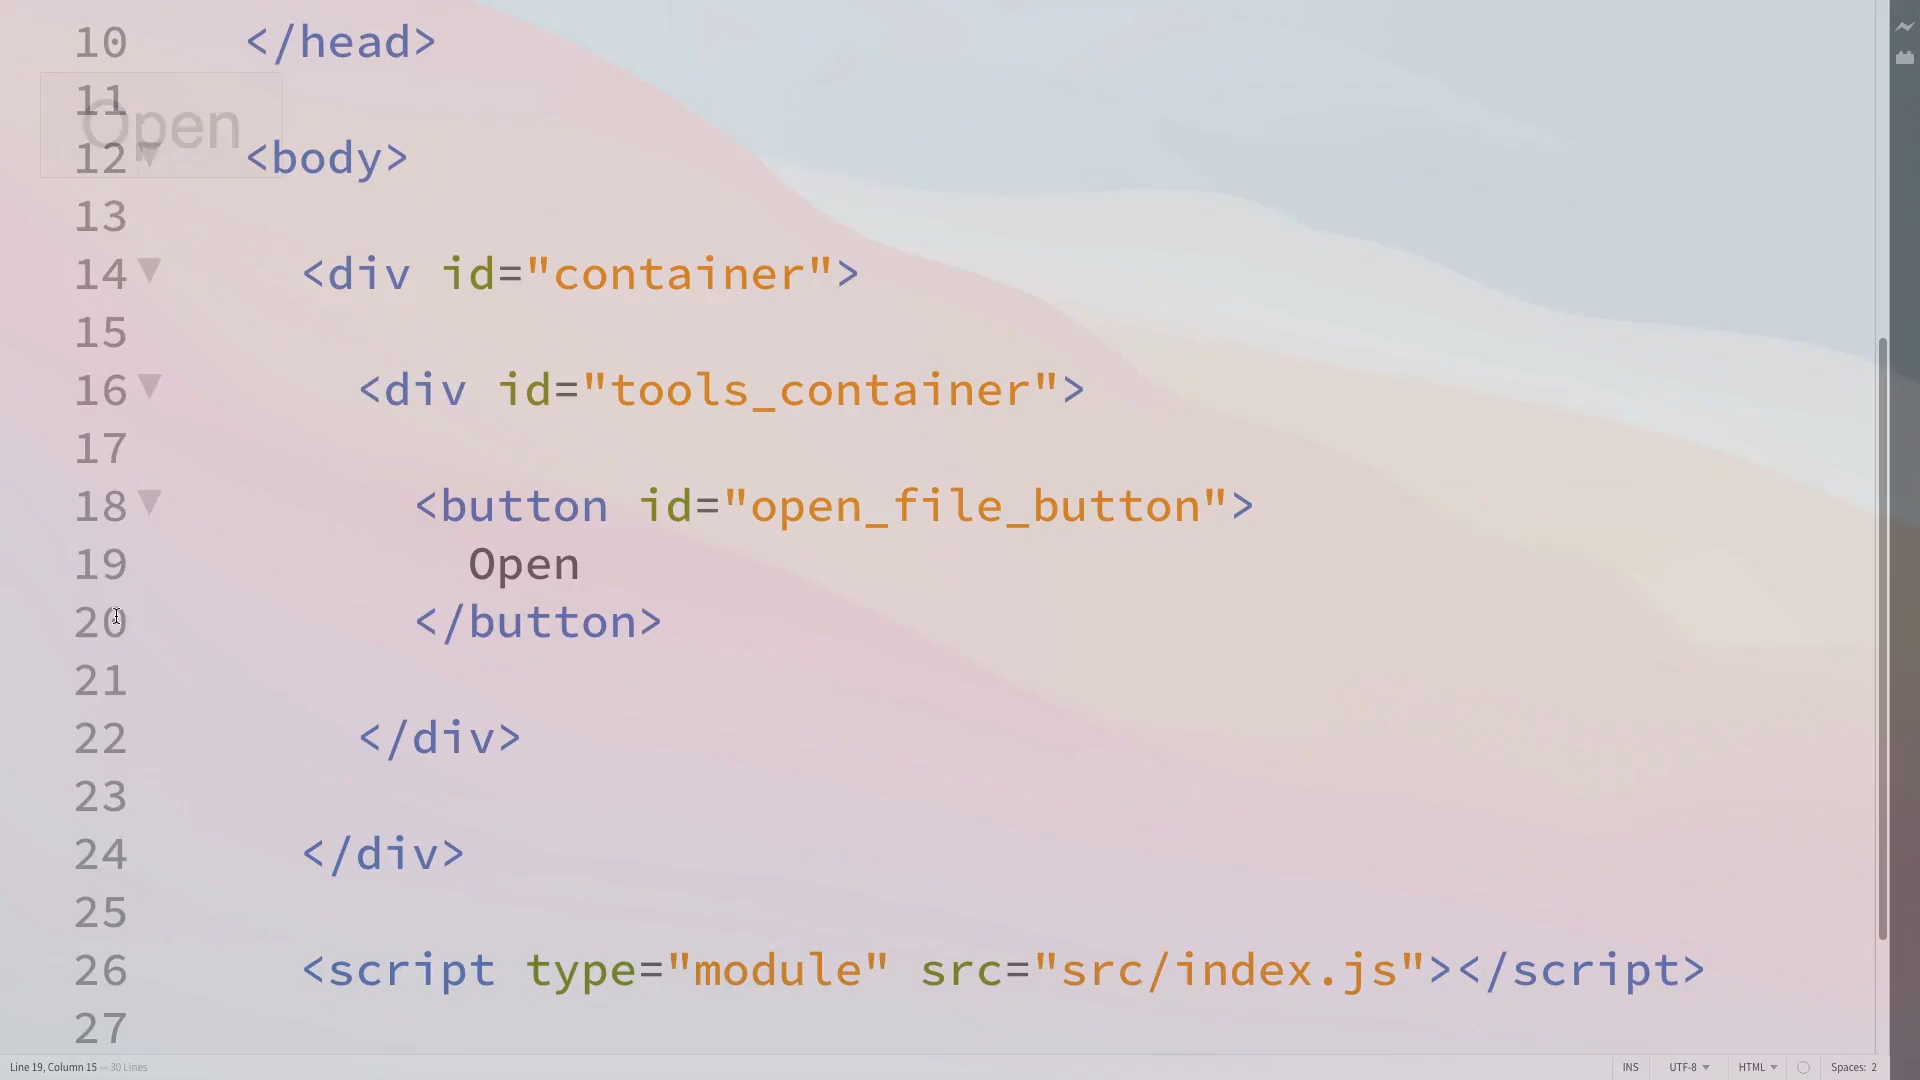 10 </head>
11
Open
12 <body>
13
14 <div id="container">
15
16 <div id="tools_container">
17
18 <button id="open_file_button">
19 Open
20 </button>
21
22 </div>
23
24 </div>
25
26 <script type="module" src="src/index.js"></script>
27
Line 19, Column 15 — 30 Lines INS UTF-8 HTML Spaces: 2